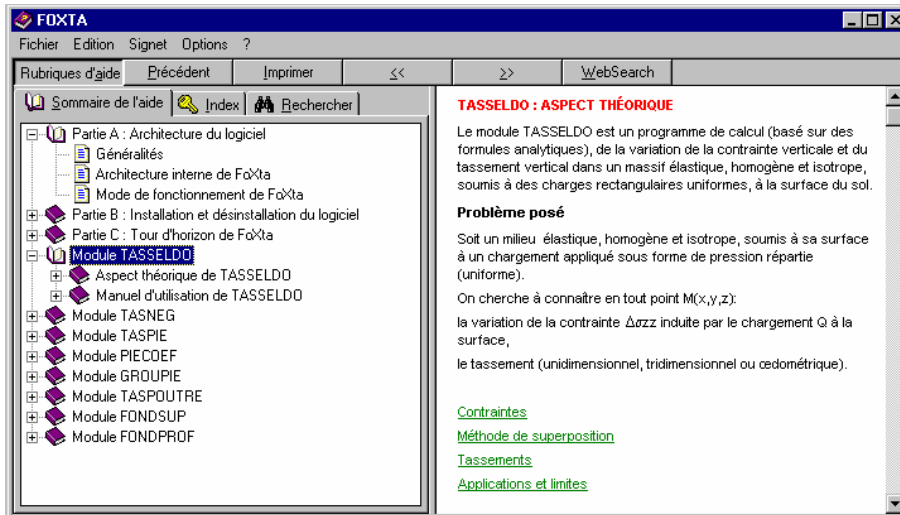 FOXTA
Fichier Edition Signet Options ?
Rubriques d'aide Précédent Imprimer << >> WebSearch
Sommaire de l'aide Index Rechercher
Partie A : Architecture du logiciel
Généralités
Architecture interne de FoXta
Mode de fonctionnement de FoXta
Partie B : Installation et désinstallation du logiciel
Partie C : Tour d'horizon de FoXta
Module TASSELDO
Aspect théorique de TASSELDO
Manuel d'utilisation de TASSELDO
Module TASNEG
Module TASPIE
Module PIECOEF
Module GROUPIE
Module TASPOUTRE
Module FONDSUP
Module FONDPROF
TASSELDO : ASPECT THÉORIQUE
Le module TASSELDO est un programme de calcul (basé sur des
formules analytiques), de la variation de la contrainte verticale et du
tassement vertical dans un massif élastique, homogène et isotrope,
soumis à des charges rectangulaires uniformes, à la surface du sol.
Problème posé
Soit un milieu élastique, homogène et isotrope, soumis à sa surface
à un chargement appliqué sous forme de pression répartie
(uniforme).
On cherche à connaître en tout point M(x,y,z):
la variation de la contrainte Δσzz induite par le chargement Q à la
surface,
le tassement (unidimensionnel, tridimensionnel ou œdométrique).
Contraintes
Méthode de superposition
Tassements
Applications et limites